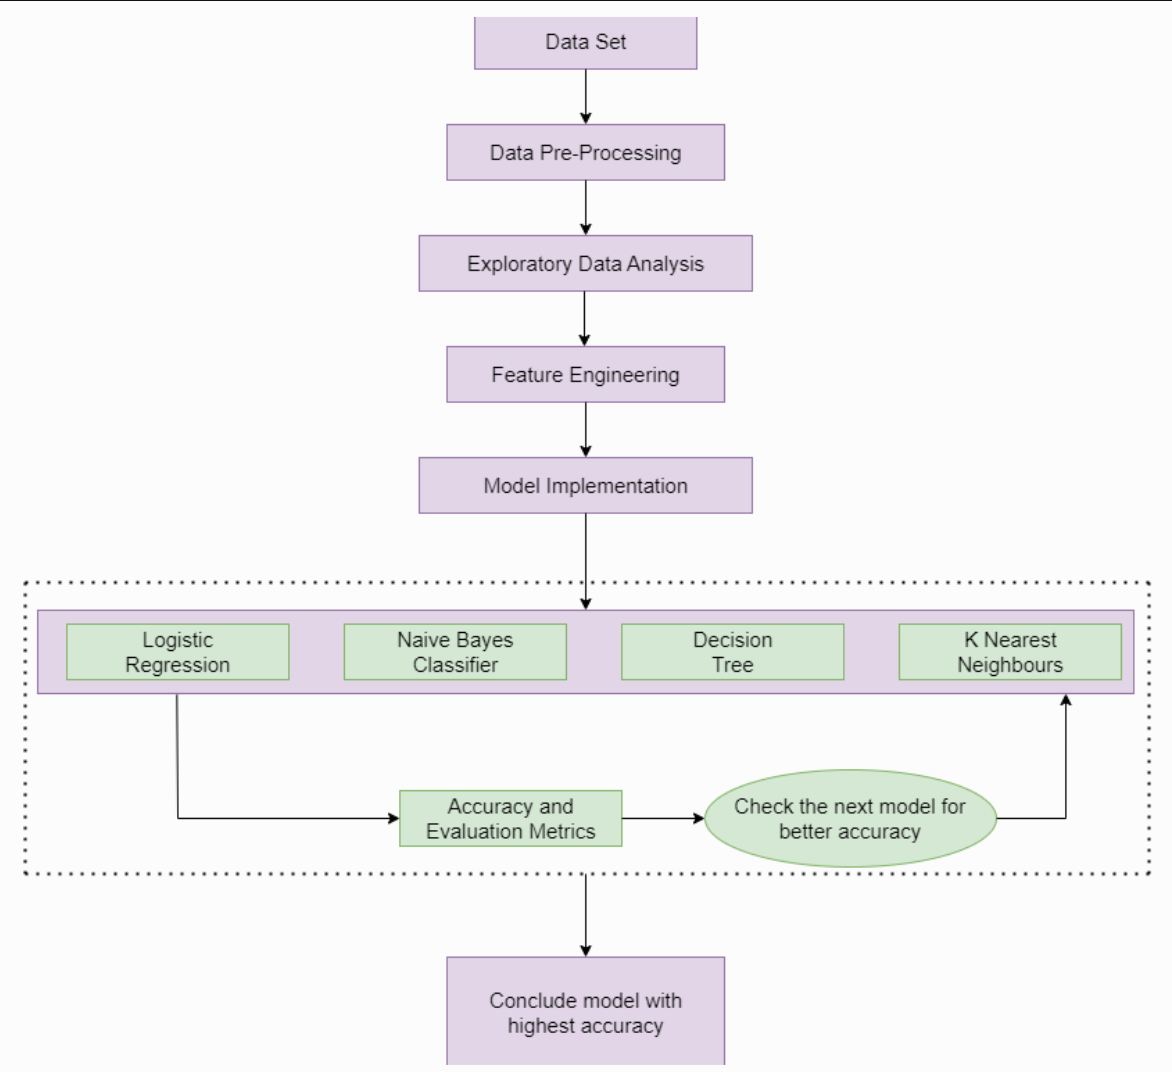 Data Set
Data Pre-Processing
Exploratory Data Analysis
Feature Engineering
Model Implementation
Logistic
Regression
Naive Bayes
Classifier
Decision
Tree
K Nearest
Neighbours
Accuracy and
Evaluation Metrics
Check the next model for
better accuracy
Conclude model with
highest accuracy